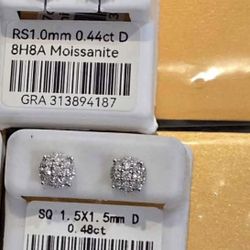 RS1.0mm 0.44ct D
8H8A Moissanite
GRA 313894187
SQ 1.5X1.5mm D
0.48ct